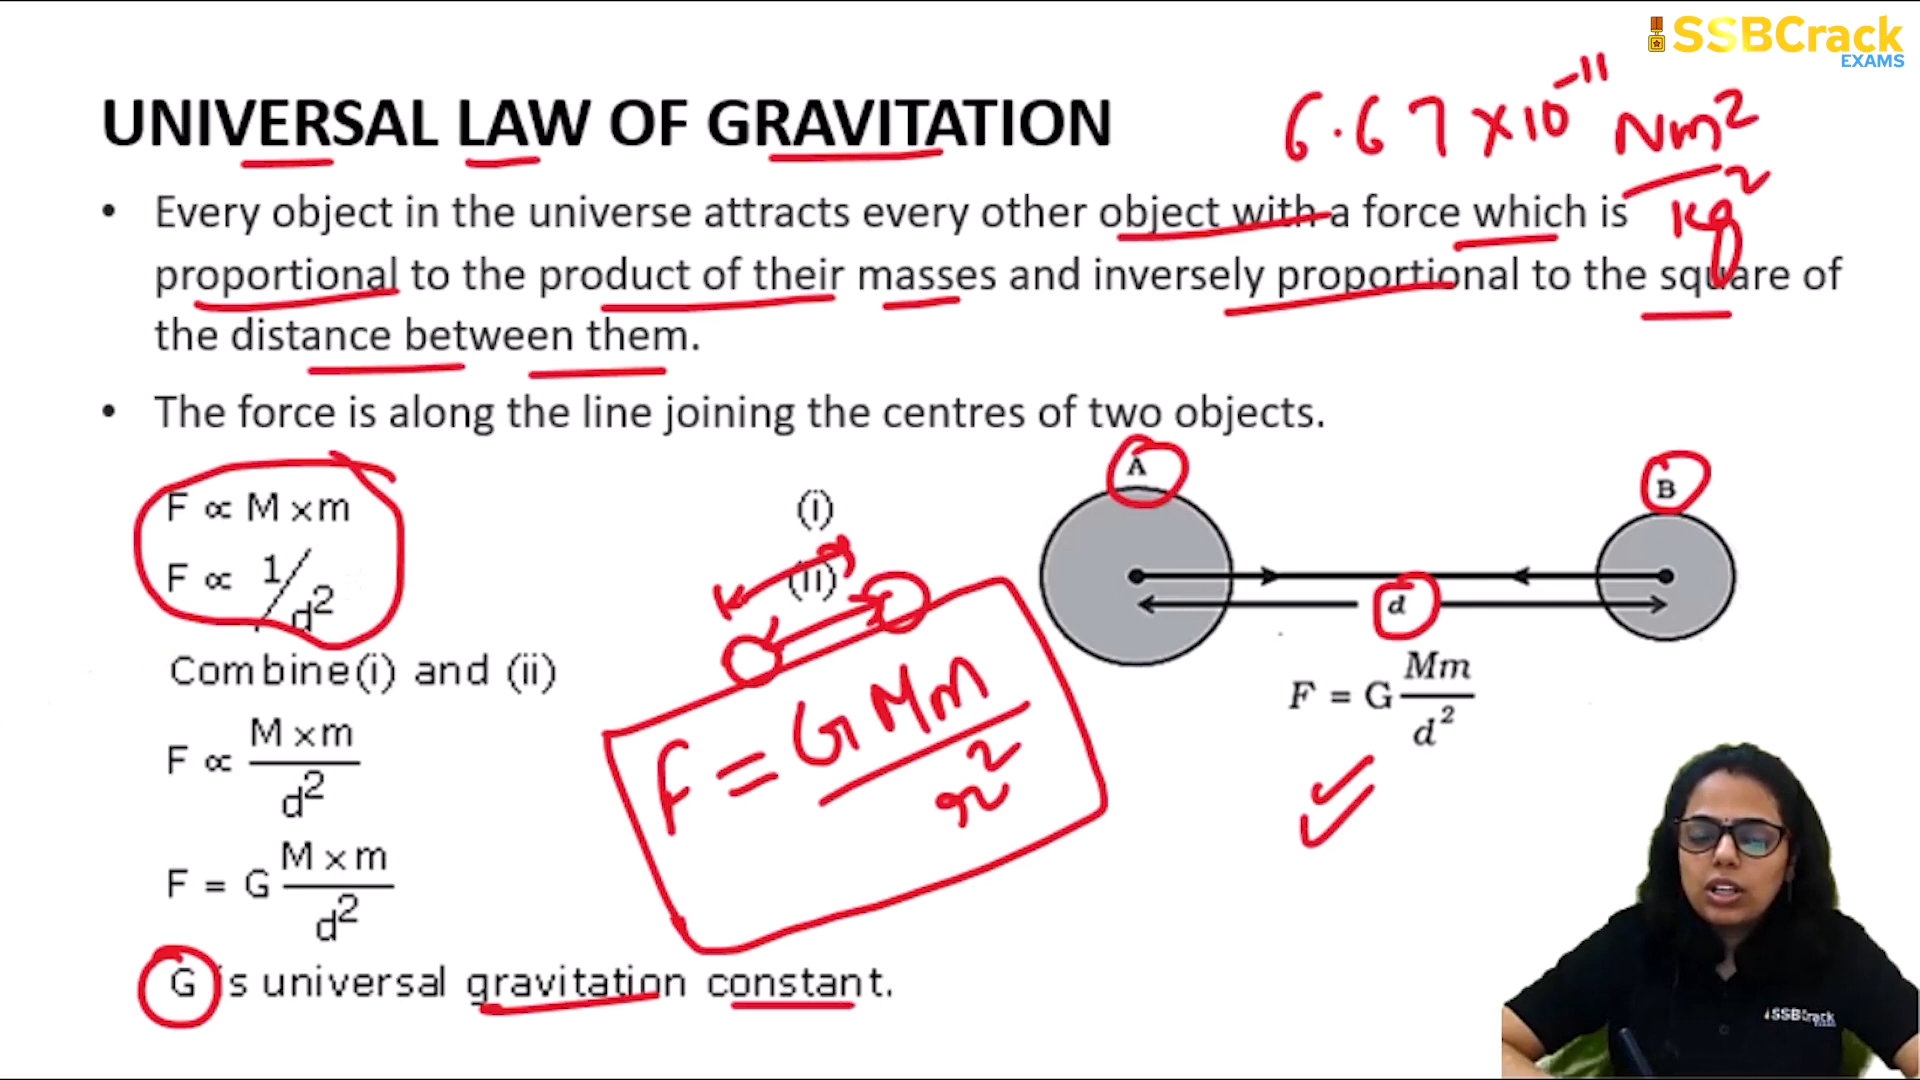 SSBCrack
EXAMS
UNIVERSAL LAW OF GRAVITATION
6.67 ×10⁻¹¹ Nm²/kg²
• Every object in the universe attracts every other object with a force which is
proportional to the product of their masses and inversely proportional to the square of
the distance between them.
• The force is along the line joining the centres of two objects.
F ∝ M×m (i)
F ∝ 1/d² (ii)
Combine(i) and (ii)
F ∝ M×m/d²
F = G M×m/d²
G is universal gravitation constant.
r
F = GMm/r²
A
B
d
F = G Mm/d²
SSBCrack
EXAMS